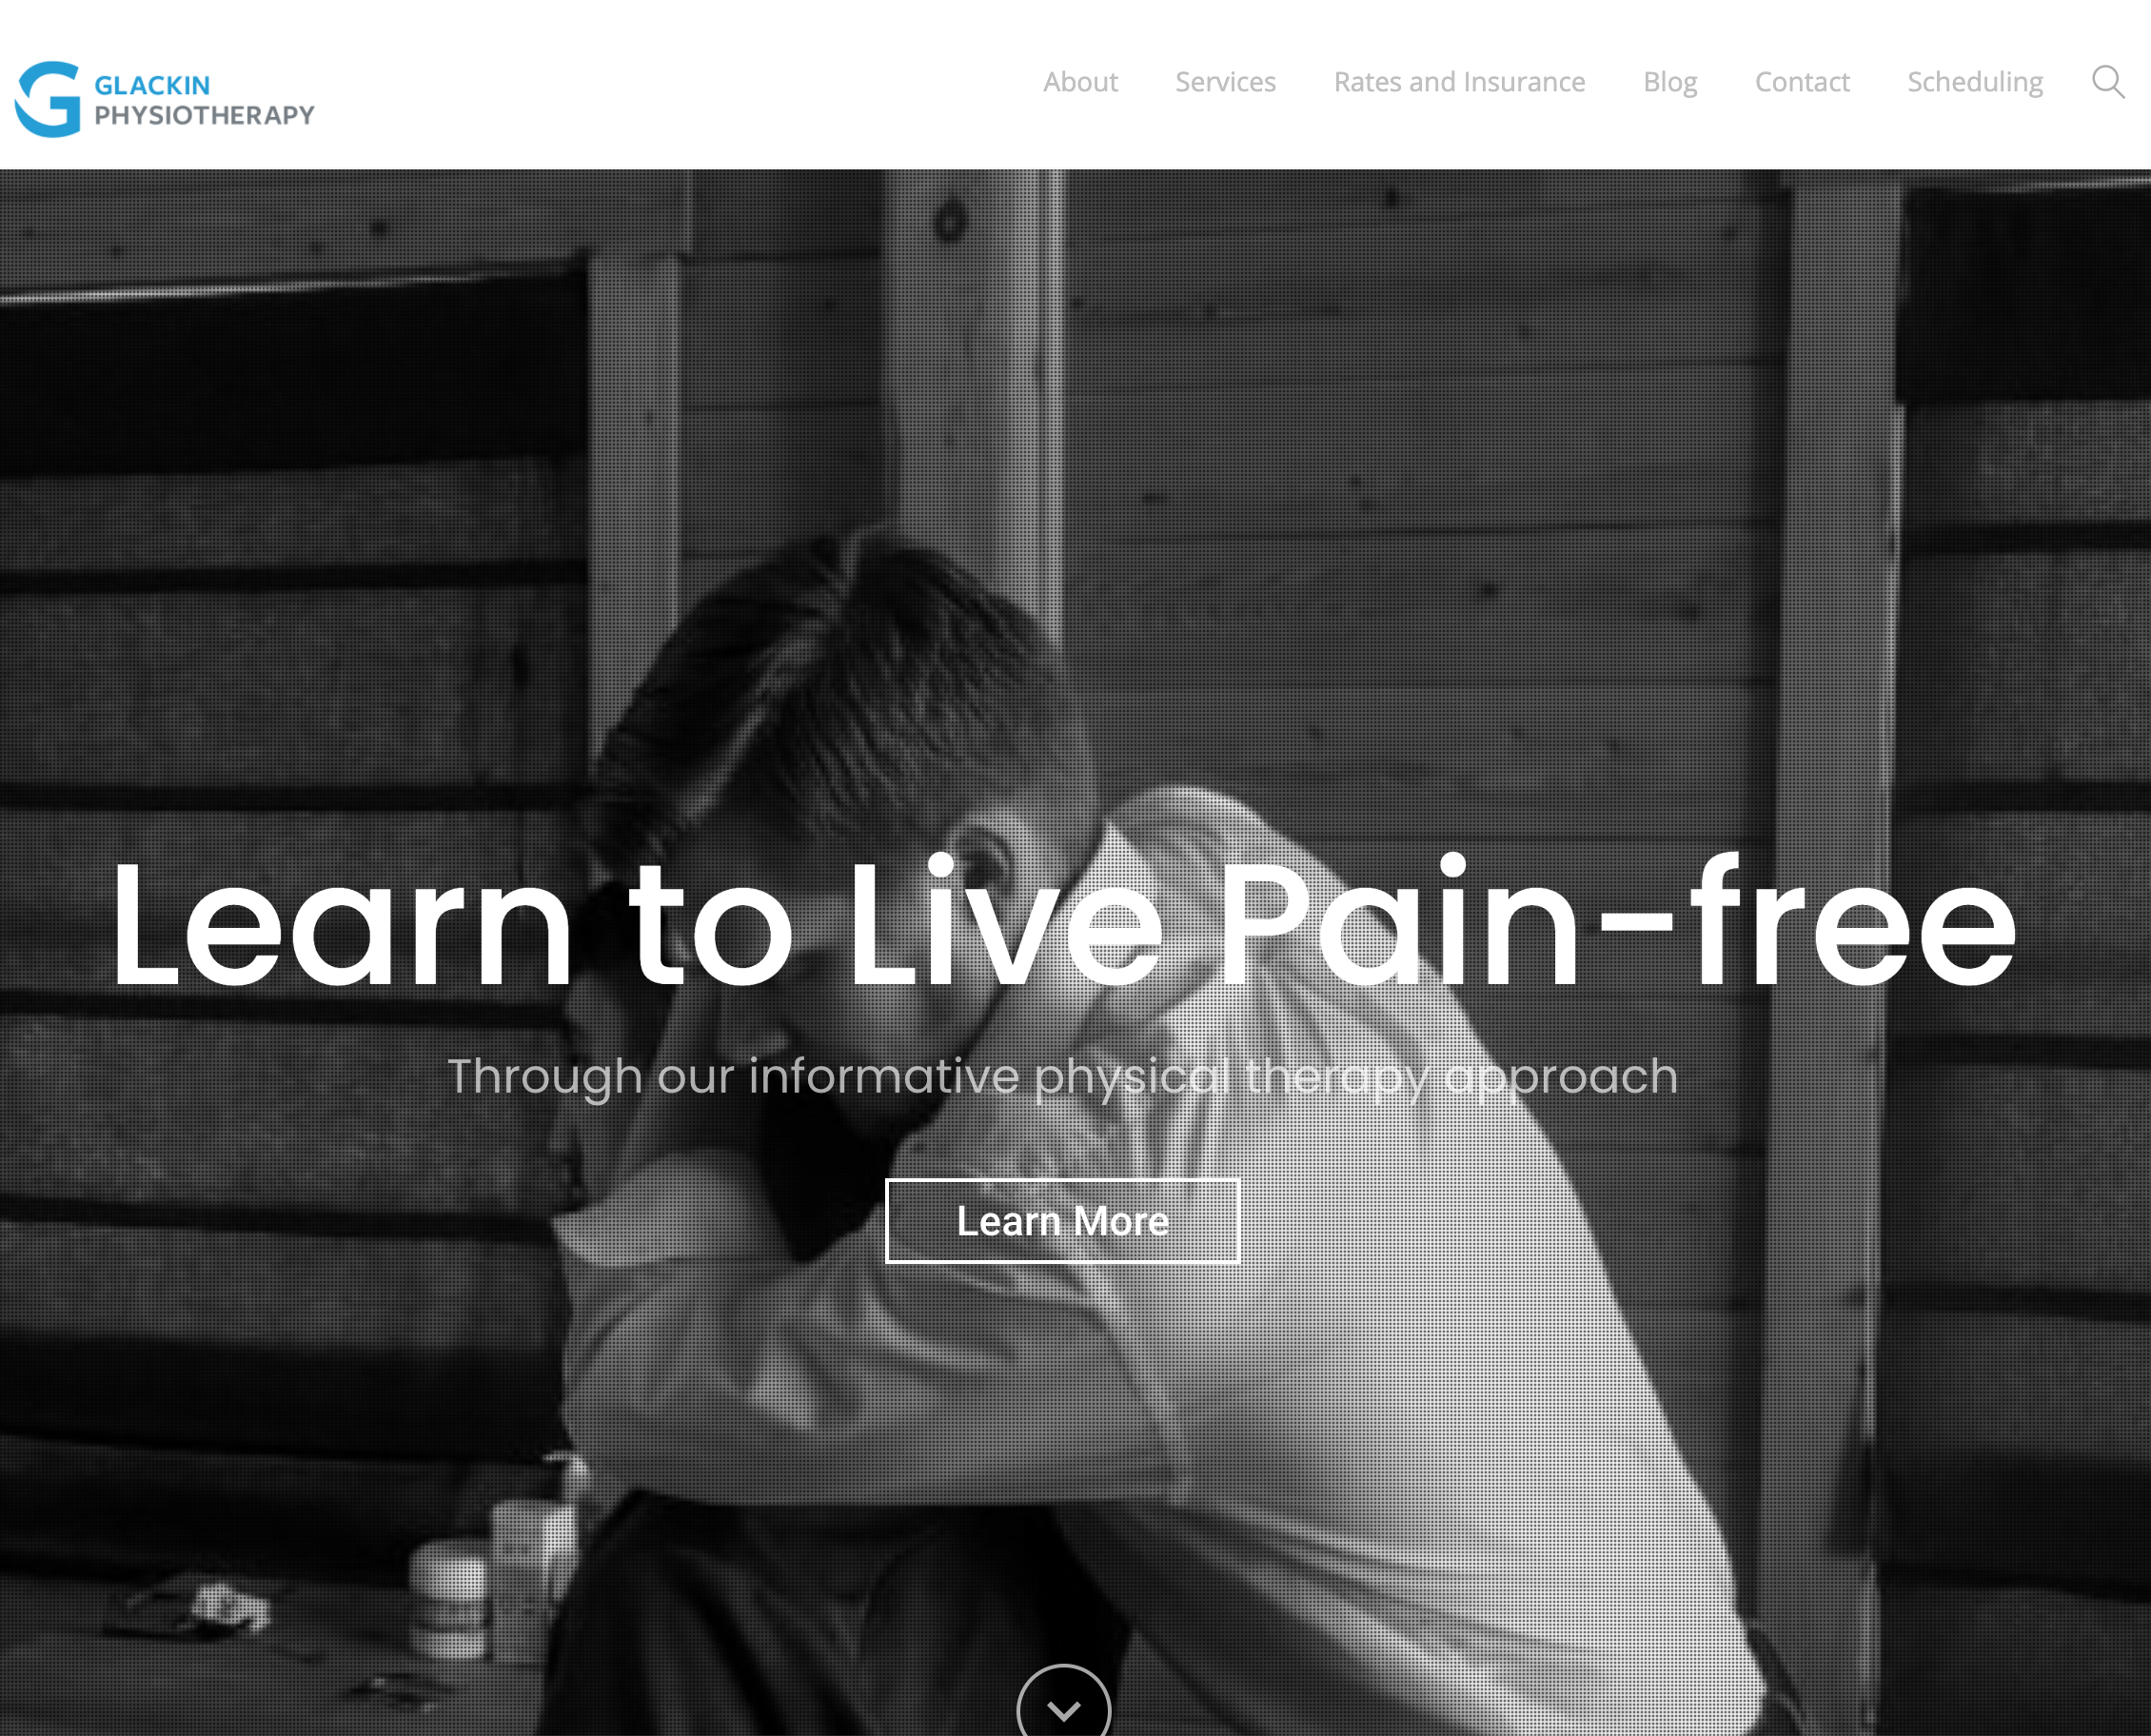 GLACKIN
PHYSIOTHERAPY
About Services Rates and Insurance Blog Contact Scheduling
Learn to Live Pain-free
Through our informative physical therapy approach
Learn More